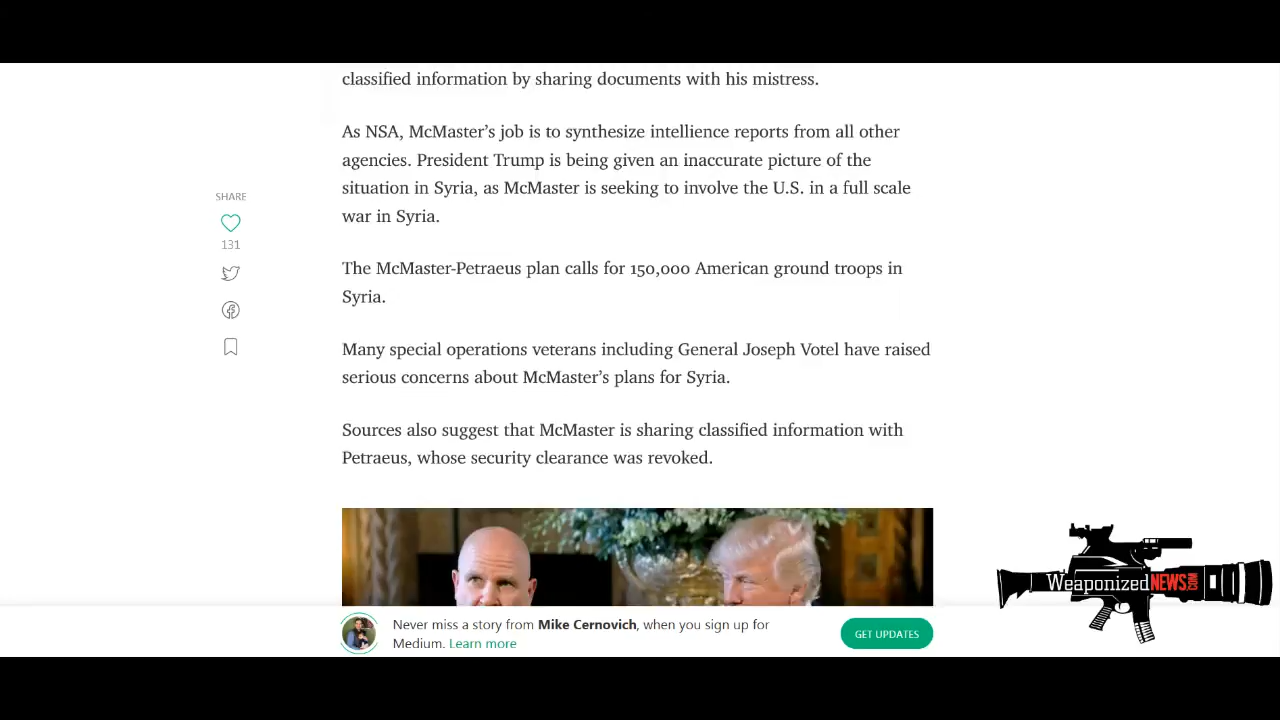 classified information by sharing documents with his mistress.
As NSA, McMaster's job is to synthesize intellience reports from all other
agencies. President Trump is being given an inaccurate picture of the
situation in Syria, as McMaster is seeking to involve the U.S. in a full scale
war in Syria.
The McMaster-Petraeus plan calls for 150,000 American ground troops in
Syria.
Many special operations veterans including General Joseph Votel have raised
serious concerns about McMaster's plans for Syria.
Sources also suggest that McMaster is sharing classified information with
Petraeus, whose security clearance was revoked.
SHARE
131
WeaponizedNEWS.COM
Never miss a story from Mike Cernovich, when you sign up for
Medium. Learn more
GET UPDATES